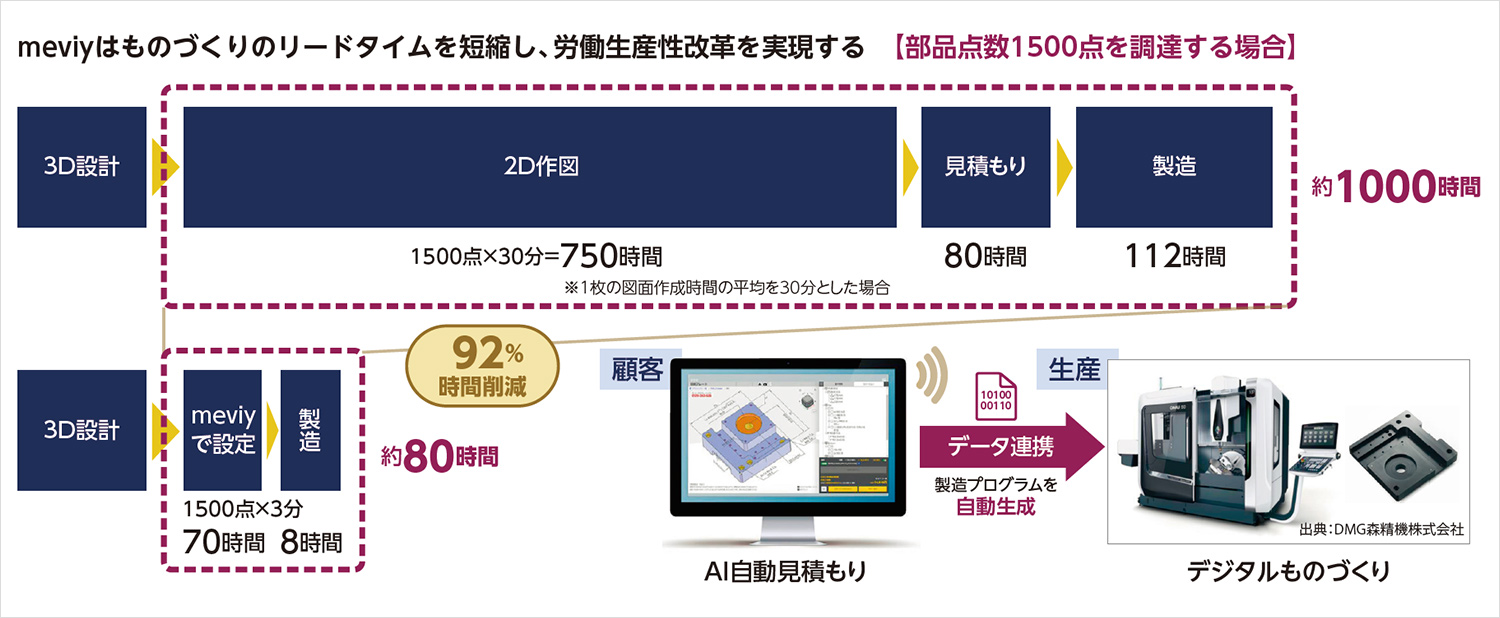 meviyはものづくりのリードタイムを短縮し、労働生産性改革を実現する 【部品点数1500点を調達する場合】
3D設計
2D作図
見積もり
製造
約1000時間
1500点×30分=750時間
80時間
112時間
※1枚の図面作成時間の平均を30分とした場合
92%
時間削減
3D設計
meviy
で設定
製造
約80時間
1500点×3分
70時間
8時間
顧客
AI自動見積もり
10100
00110
データ連携
製造プログラムを
自動生成
生産
出典:DMG森精機株式会社
デジタルものづくり